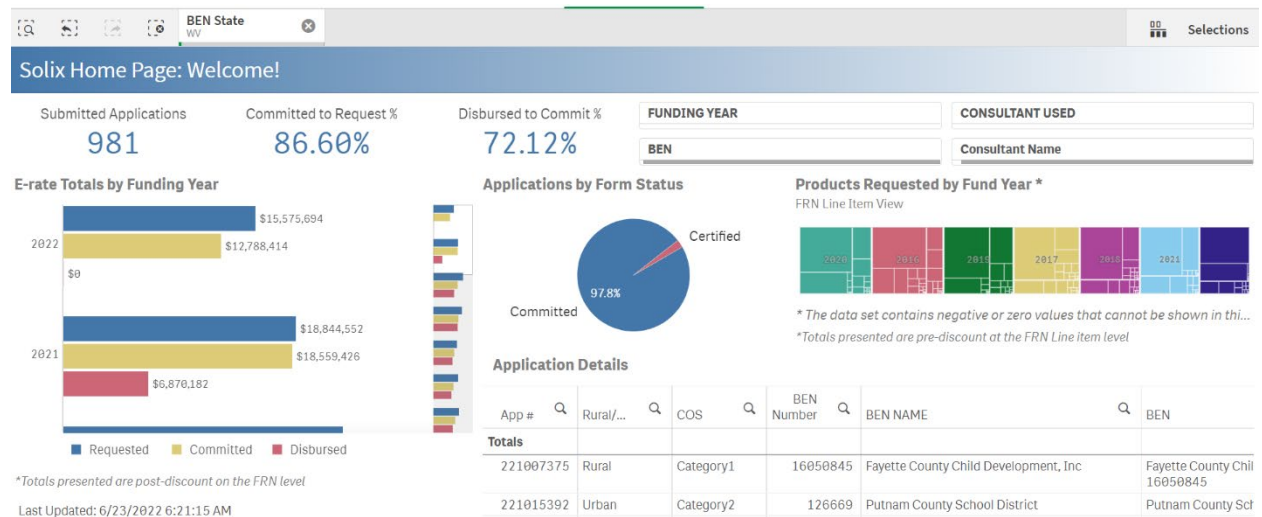 BEN State
WV
Selections
Solix Home Page: Welcome!
Submitted Applications
981
Committed to Request %
86.60%
Disbursed to Commit %
72.12%
FUNDING YEAR
CONSULTANT USED
BEN
Consultant Name
E-rate Totals by Funding Year
2022
$15,575,694
$12,788,414
$0
2021
$18,844,552
$18,559,426
$6,870,182
Requested Committed Disbursed
*Totals presented are post-discount on the FRN level
Last Updated: 6/23/2022 6:21:15 AM
Applications by Form Status
Certified
97.8%
Committed
Products Requested by Fund Year *
FRN Line Item View
2020 2016 2019 2017 2018 2021
* The data set contains negative or zero values that cannot be shown in thi...
*Totals presented are pre-discount at the FRN Line item level
Application Details
App # Rural/... COS BEN Number BEN NAME BEN
Totals
221007375 Rural Category1 16050845 Fayette County Child Development, Inc Fayette County Chil
16050845
221015392 Urban Category2 126669 Putnam County School District Putnam County Sch